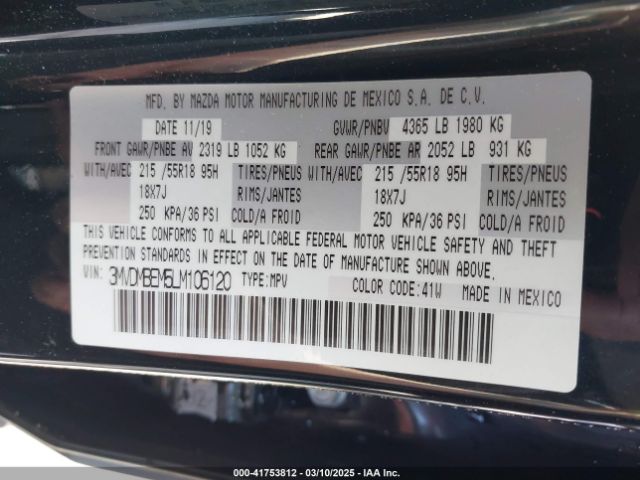 MFD. BY MAZDA MOTOR MANUFACTURING DE MEXICO S.A. DE C.V.
DATE 11/19 GVWR/PNBV 4365 LB 1980 KG
FRONT GAWR/PNBE AV 2319 LB 1052 KG REAR GAWR/PNBE AR 2052 LB 931 KG
WITH/AVEC 215 /55R18 95H TIRES/PNEUS WITH/AVEC 215 /55R18 95H TIRES/PNEUS
18X7J RIMS/JANTES 18X7J RIMS/JANTES
250 KPA/36 PSI COLD/A FROID 250 KPA/36 PSI COLD/A FROID
THIS VEHICLE CONFORMS TO ALL APPLICABLE FEDERAL MOTOR VEHICLE SAFETY AND THEFT
PREVENTION STANDARDS IN EFFECT ON THE DATE OF MANUFACTURE SHOWN ABOVE.
VIN: 3MVDMBEM5LM106120 TYPE:MPV COLOR CODE:41W MADE IN MEXICO
© - 41753812 - 03/10/2025 - IAA Inc.